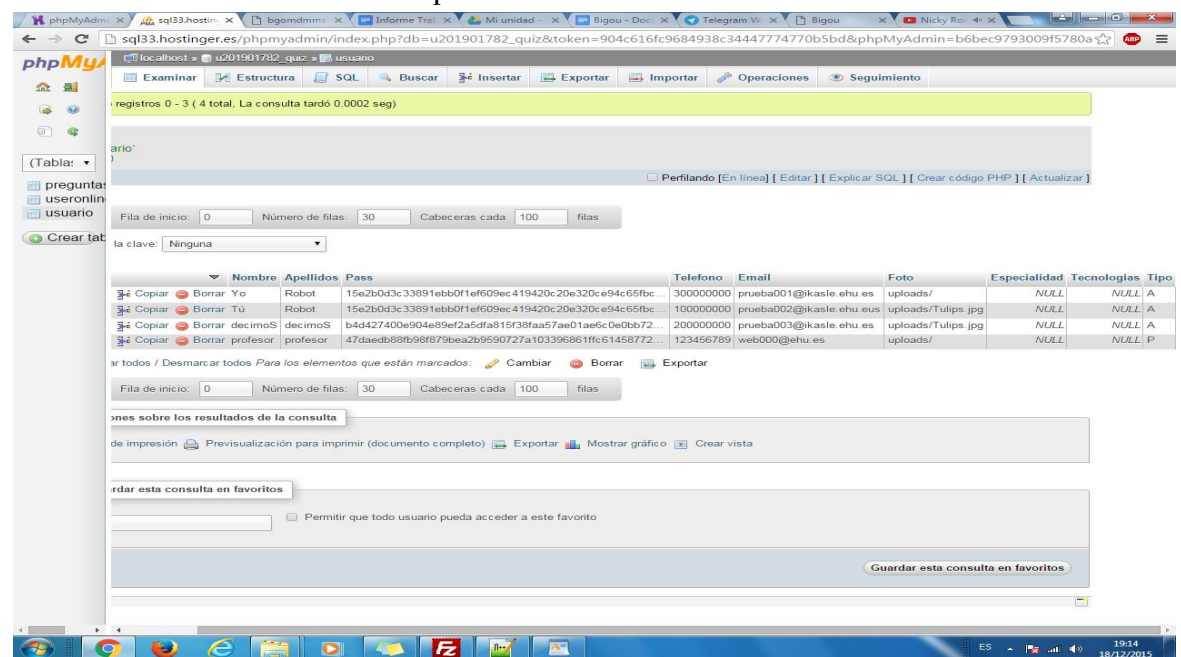 phpMyAdmi sql33.hosting bgomdmms Informe Trab Mi unidad - Bigou - Doc Telegram W Bigou Nicky Ro
sql33.hostinger.es/phpmyadmin/index.php?db=u201901782_quiz&token=904c616fc9684938c34447774770b5bd&phpMyAdmin=b6bec9793009f5780a
phpMyA localhost » u201901782_quiz » usuario
Examinar Estructura SQL Buscar Insertar Exportar Importar Operaciones Seguimiento
registros 0 - 3 ( 4 total, La consulta tardó 0.0002 seg)
ario`
(Tabla:
Perfilando [En línea] [ Editar ] [ Explicar SQL ] [ Crear código PHP ] [ Actualizar ]
preguntas
useronlin
usuario
Fila de inicio: 0 Número de filas: 30 Cabeceras cada 100 filas
Crear tab
la clave: Ninguna
Nombre Apellidos Pass Telefono Email Foto Especialidad Tecnologias Tipo
Copiar Borrar Yo Robot 15e2b0d3c33891ebb0f1ef609ec419420c20e320ce94c65fbc... 300000000 prueba001@ikasle.ehu.es uploads/ NULL NULL A
Copiar Borrar Tú Robot 15e2b0d3c33891ebb0f1ef609ec419420c20e320ce94c65fbc... 100000000 prueba002@ikasle.ehu.eus uploads/Tulips.jpg NULL NULL A
Copiar Borrar decimoS decimoS b4d427400e904e89ef2a5dfa815f38faa57ae01ae6c0e0bb72... 200000000 prueba003@ikasle.ehu.es uploads/Tulips.jpg NULL NULL A
Copiar Borrar profesor profesor 47daedb88fb98f879bea2b9590727a103396861ffc61458772... 123456789 web000@ehu.es uploads/ NULL NULL P
ar todos / Desmarcar todos Para los elementos que están marcados: Cambiar Borrar Exportar
Fila de inicio: 0 Número de filas: 30 Cabeceras cada 100 filas
ones sobre los resultados de la consulta
de impresión Previsualización para imprimir (documento completo) Exportar Mostrar gráfico Crear vista
rdar esta consulta en favoritos
Permitir que todo usuario pueda acceder a este favorito
Guardar esta consulta en favoritos
ES 19:14
18/12/2015